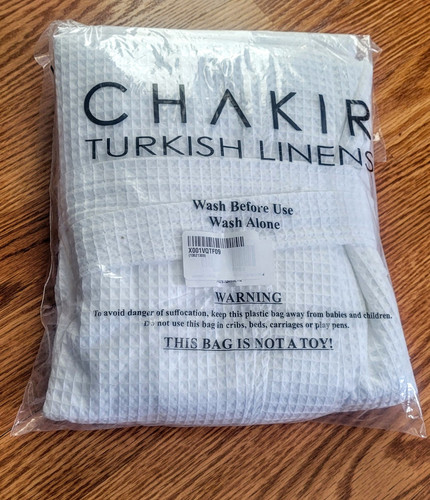 CHAKIR
TURKISH LINENS
Wash Before Use
Wash Alone
X001VQTF09
WARNING
To avoid danger of suffocation, keep this plastic bag away from babies and children.
Do not use this bag in cribs, beds, carriages or play pens.
THIS BAG IS NOT A TOY!